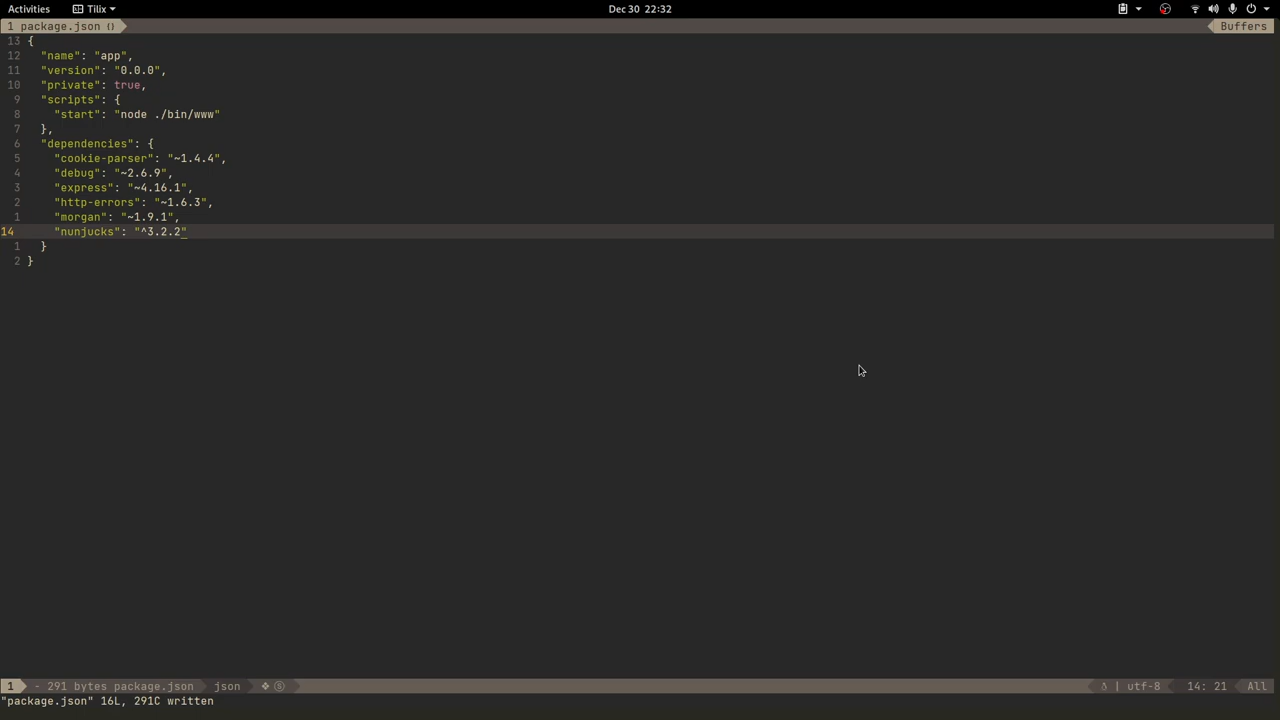 Activities Tilix Dec 30 22:32
1 package.json {} Buffers
13 {
12 "name": "app",
11 "version": "0.0.0",
10 "private": true,
9 "scripts": {
8 "start": "node ./bin/www"
7 },
6 "dependencies": {
5 "cookie-parser": "~1.4.4",
4 "debug": "~2.6.9",
3 "express": "~4.16.1",
2 "http-errors": "~1.6.3",
1 "morgan": "~1.9.1",
14 "nunjucks": "^3.2.2"
1 }
2 }
1 - 291 bytes package.json json ❖ Ⓢ | utf-8 14: 21 All
"package.json" 16L, 291C written